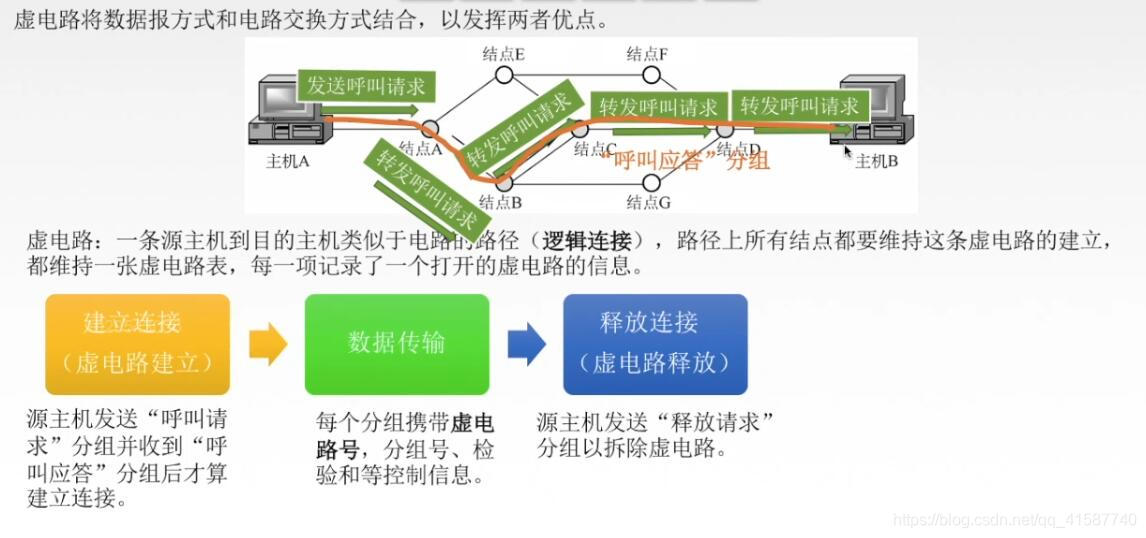 虚电路将数据报方式和电路交换方式结合，以发挥两者优点。
结点E
结点F
发送呼叫请求
转发呼叫请求
转发呼叫请求
转发呼叫请求
转发呼叫请求
主机A
结点A
结点C
结点D
主机B
“呼叫应答”分组
结点B
结点G
虚电路：一条源主机到目的主机类似于电路的路径（逻辑连接），路径上所有结点都要维持这条虚电路的建立，
都维持一张虚电路表，每一项记录了一个打开的虚电路的信息。
建立连接
（虚电路建立）
数据传输
释放连接
（虚电路释放）
源主机发送“呼叫请
求”分组并收到“呼
叫应答”分组后才算
建立连接。
每个分组携带虚电
路号，分组号、检
验和等控制信息。
源主机发送“释放请求”
分组以拆除虚电路。
https://blog.csdn.net/qq_41587740